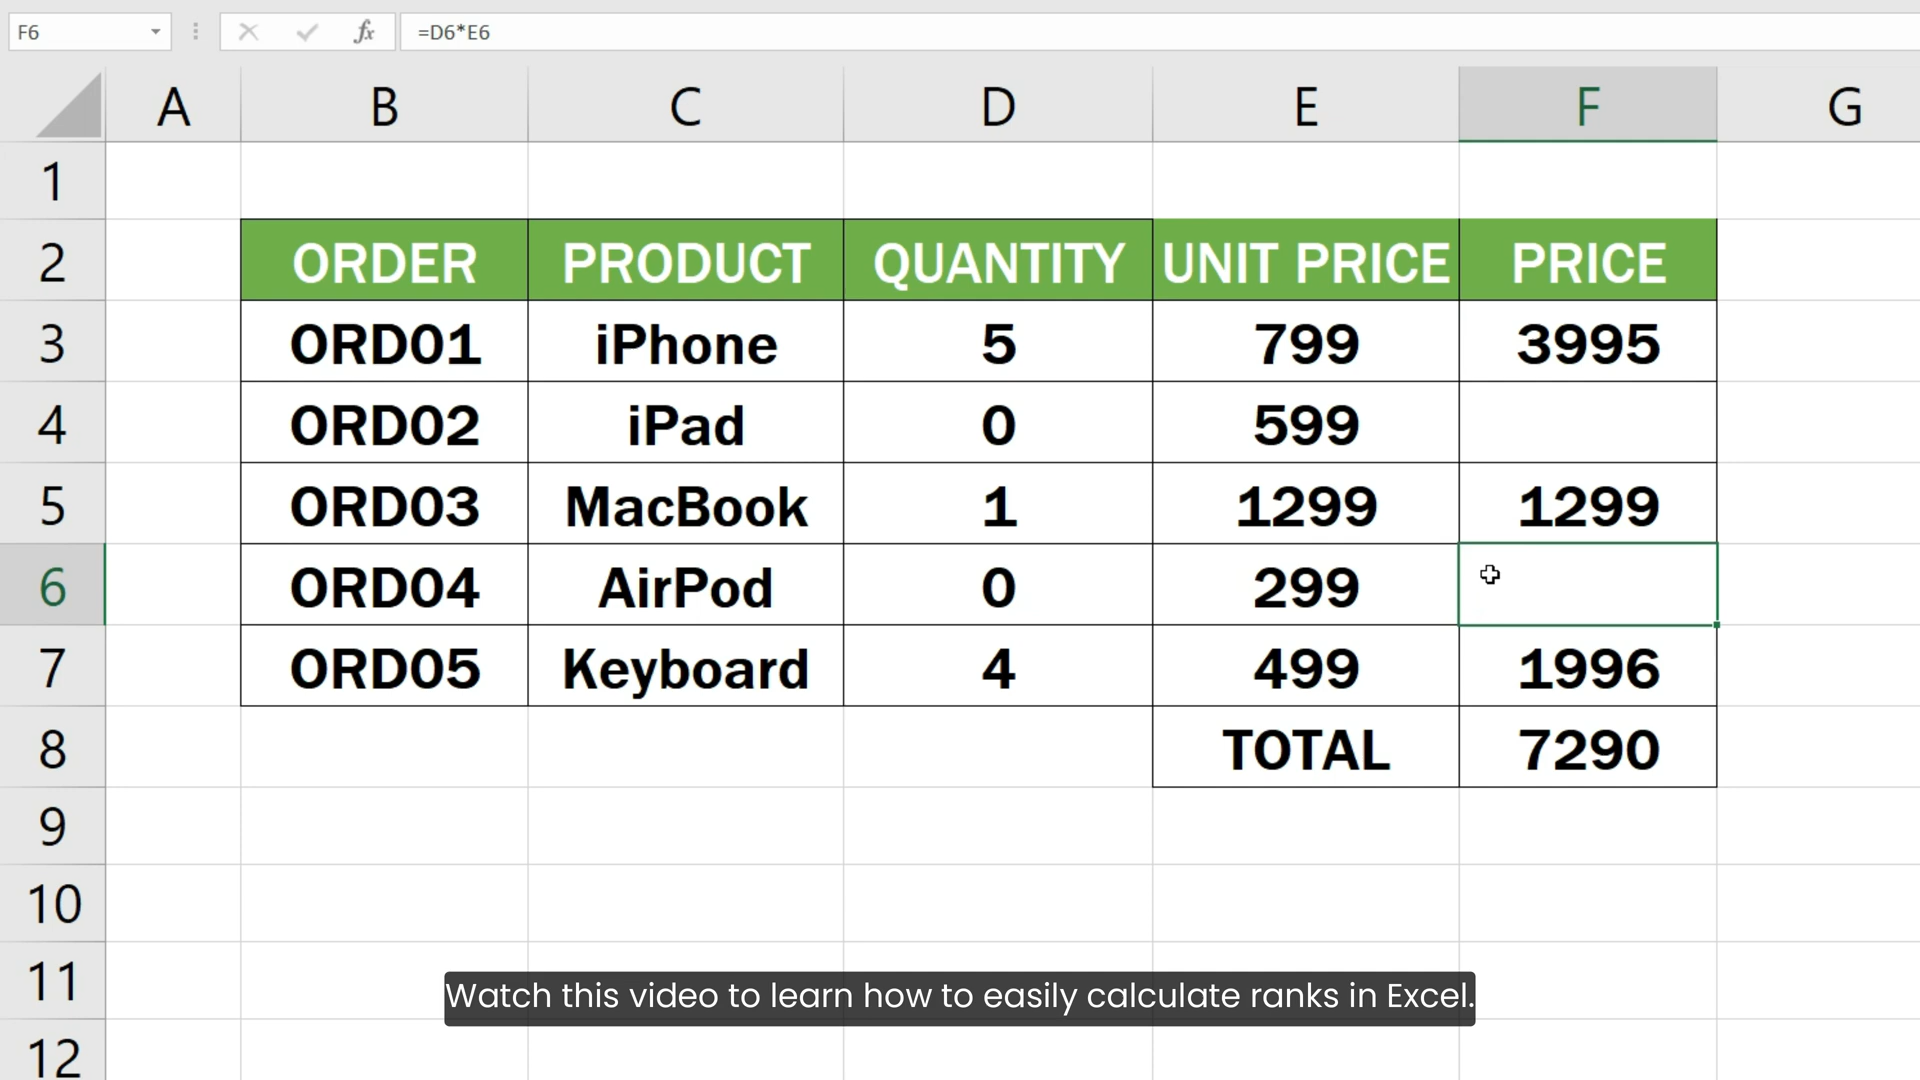 F6 fx =D6*E6
A B C D E F G
1
2 ORDER PRODUCT QUANTITY UNIT PRICE PRICE
3 ORD01 iPhone 5 799 3995
4 ORD02 iPad 0 599
5 ORD03 MacBook 1 1299 1299
6 ORD04 AirPod 0 299
7 ORD05 Keyboard 4 499 1996
8 TOTAL 7290
9
10
11
Watch this video to learn how to easily calculate ranks in Excel.
12